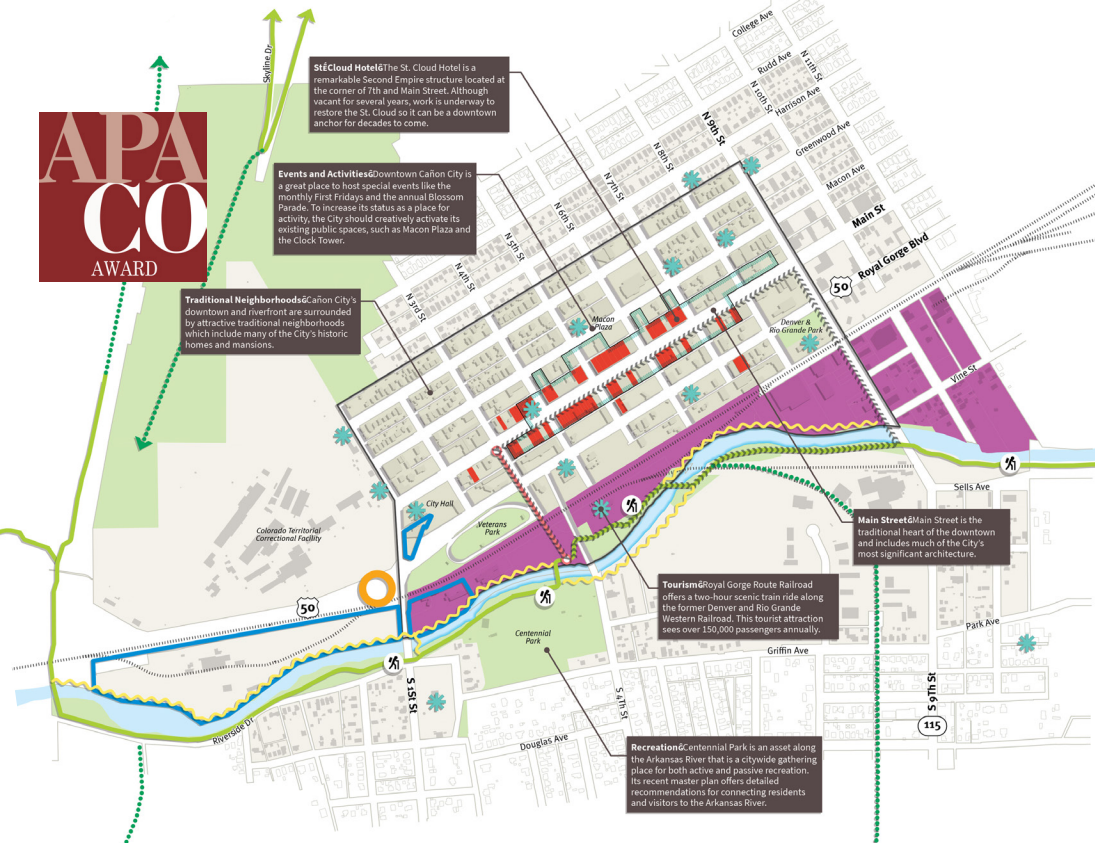 College Ave
Skyline Dr
Rudd Ave
N 11th St
N 10th St
Harrison Ave
Greenwood Ave
Macon Ave
N 9th St
N 8th St
N 7th St
N 6th St
N 5th St
N 4th St
N 3rd St
Main St
Royal Gorge Blvd
50
APA
CO
AWARD
St. Cloud Hotel The St. Cloud Hotel is a
remarkable Second Empire structure located at
the corner of 7th and Main Street. Although
vacant for several years, work is underway to
restore the St. Cloud so it can be a downtown
anchor for decades to come.
Events and Activities Downtown Cañon City is
a great place to host special events like the
monthly First Fridays and the annual Blossom
Parade. To increase its status as a place for
activity, the City should creatively activate its
existing public spaces, such as Macon Plaza and
the Clock Tower.
Traditional Neighborhoods Cañon City's
downtown and riverfront are surrounded
by attractive traditional neighborhoods
which include many of the City's historic
homes and mansions.
Macon
Plaza
Denver &
Rio Grande Park
Vine St
City Hall
Veterans
Park
Colorado Territorial
Correctional Facility
Sells Ave
Main Street Main Street is the
traditional heart of the downtown
and includes much of the City's
most significant architecture.
50
Tourism Royal Gorge Route Railroad
offers a two-hour scenic train ride along
the former Denver and Rio Grande
Western Railroad. This tourist attraction
sees over 150,000 passengers annually.
Centennial
Park
Park Ave
Griffin Ave
S 1st St
S 4th St
S 9Th St
115
Riverside Dr
Douglas Ave
Recreation Centennial Park is an asset along
the Arkansas River that is a citywide gathering
place for both active and passive recreation.
Its recent master plan offers detailed
recommendations for connecting residents
and visitors to the Arkansas River.